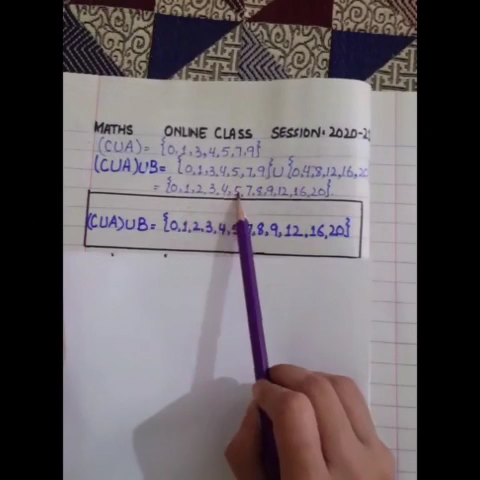 MATHS ONLINE CLASS SESSION: 2020-2
(CUA) = {0,1,3,4,5,7,9}
(CUA)UB = {0,1,3,4,5,7,9} U {0,4,8,12,16,20
= {0,1,2,3,4,5,7,8,9,12,16,20}.
(CUA)UB = {0,1,2,3,4,5,7,8,9,12,16,20}